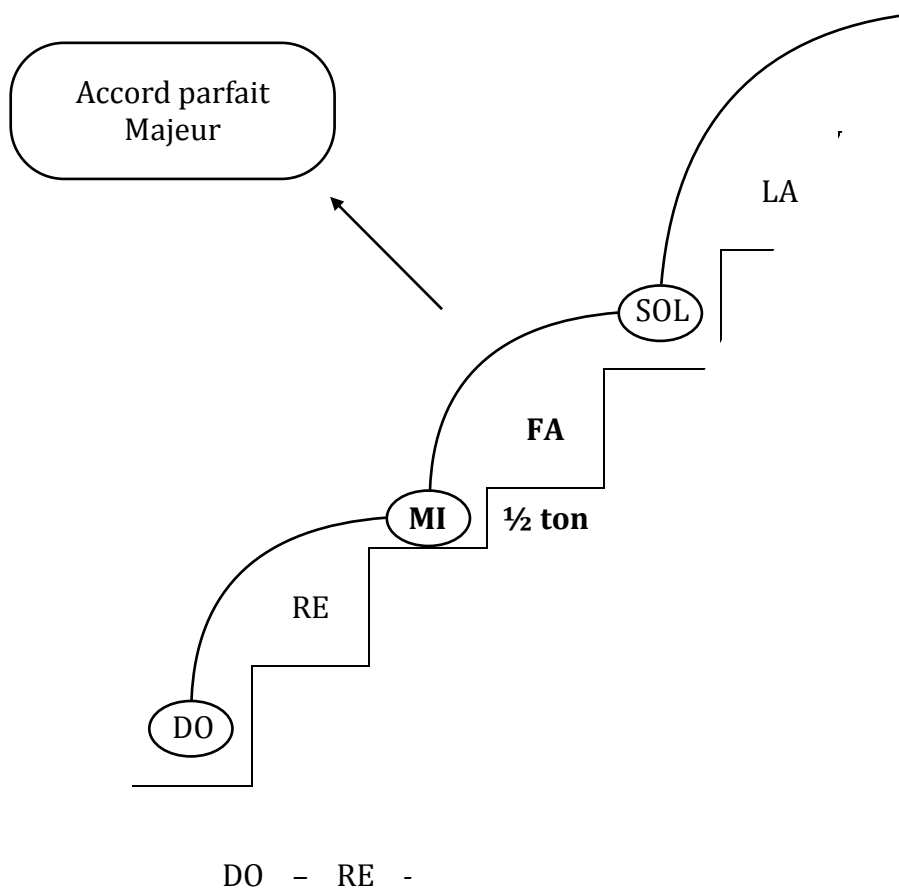 Accord parfait
Majeur
LA
SOL
FA
MI
½ ton
RE
DO
DO – RE -